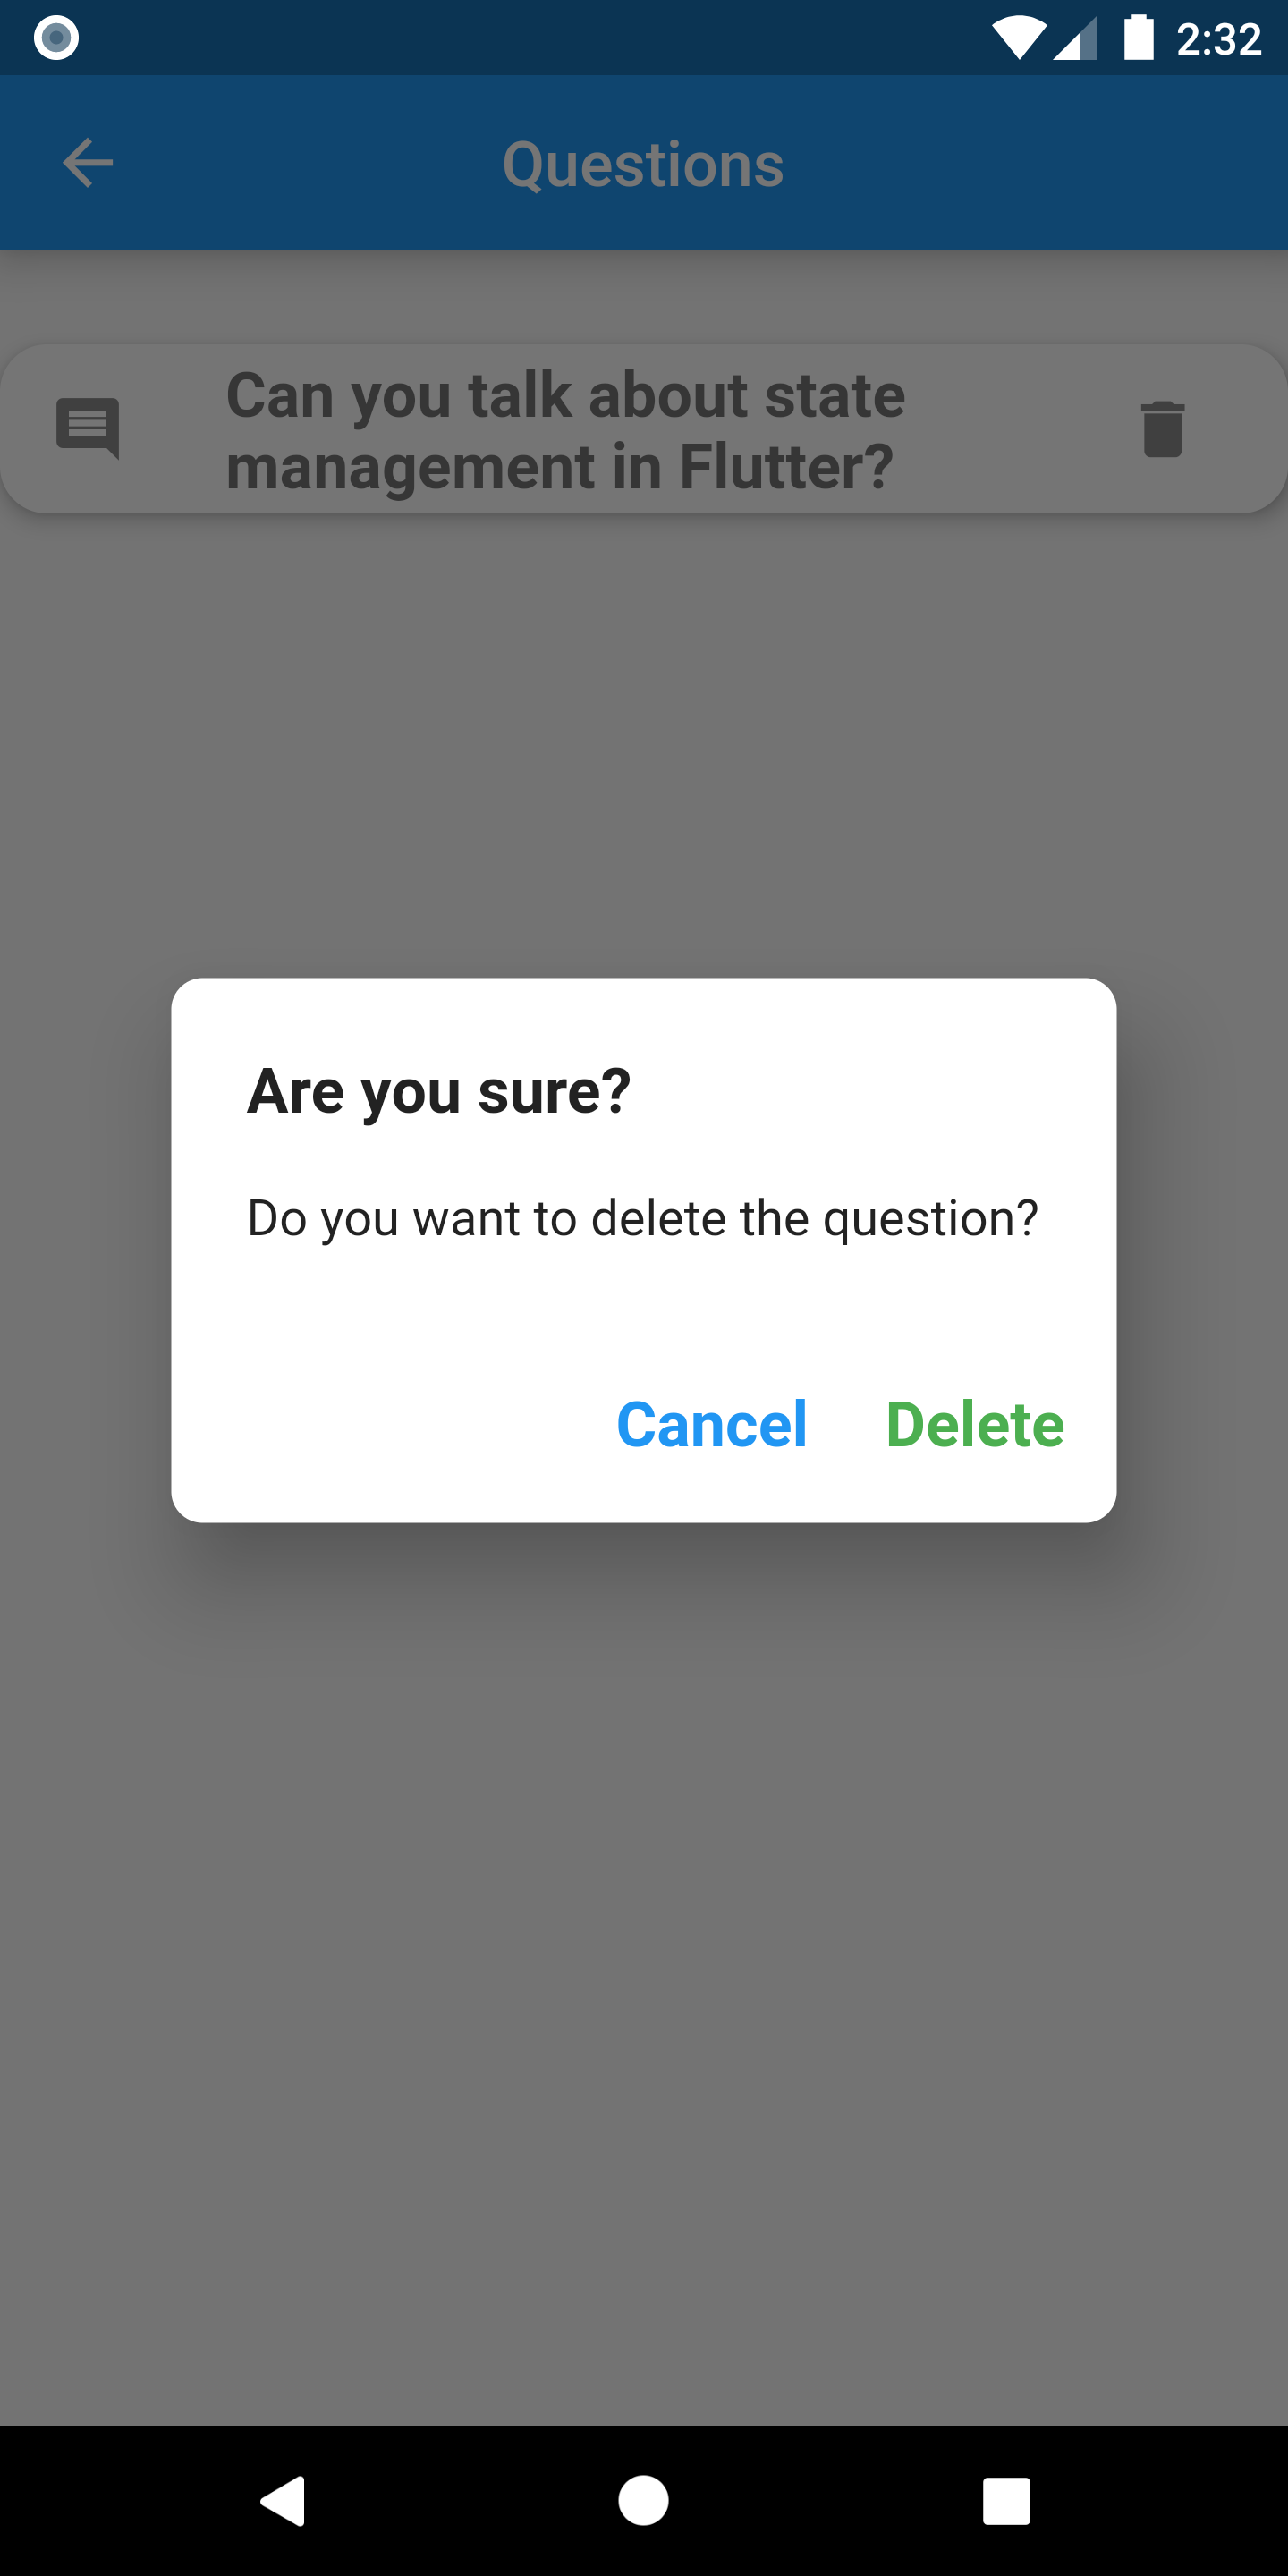 2:32
Questions
Can you talk about state
management in Flutter?
Are you sure?
Do you want to delete the question?
Cancel Delete